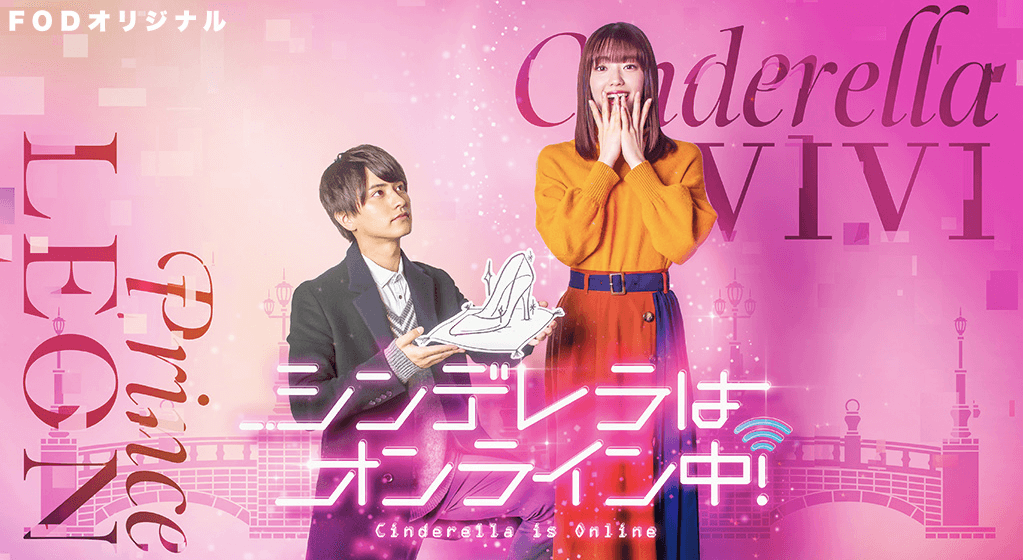 FODオリジナル
Cinderella
VIVI
Prince
LEON
シンデレラは
オンライン中!
Cinderella is Online